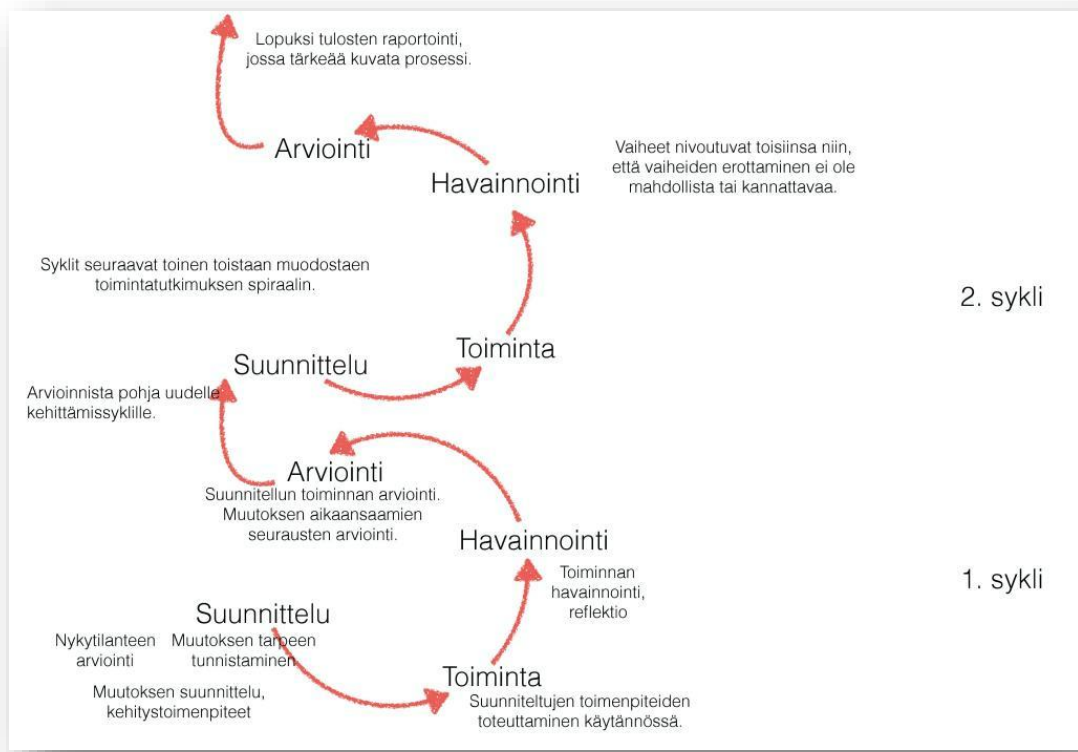 Lopuksi tulosten raportointi,
jossa tärkeää kuvata prosessi.
Arviointi
Havainnointi
Vaiheet nivoutuvat toisiinsa niin,
että vaiheiden erottaminen ei ole
mahdollista tai kannattavaa.
Syklit seuraavat toinen toistaan muodostaen
toimintatutkimuksen spiraalin.
2. sykli
Toiminta
Suunnittelu
Arvioinnista pohja uudelle
kehittämissyklille.
Arviointi
Suunnitellun toiminnan arviointi.
Muutoksen aikaansaamien
seurausten arviointi.
Havainnointi
Toiminnan
havainnointi,
reflektio
1. sykli
Suunnittelu
Nykytilanteen
arviointi
Muutoksen tarpeen
tunnistaminen
Muutoksen suunnittelu,
kehitystoimenpiteet
Toiminta
Suunniteltujen toimenpiteiden
toteuttaminen käytännössä.